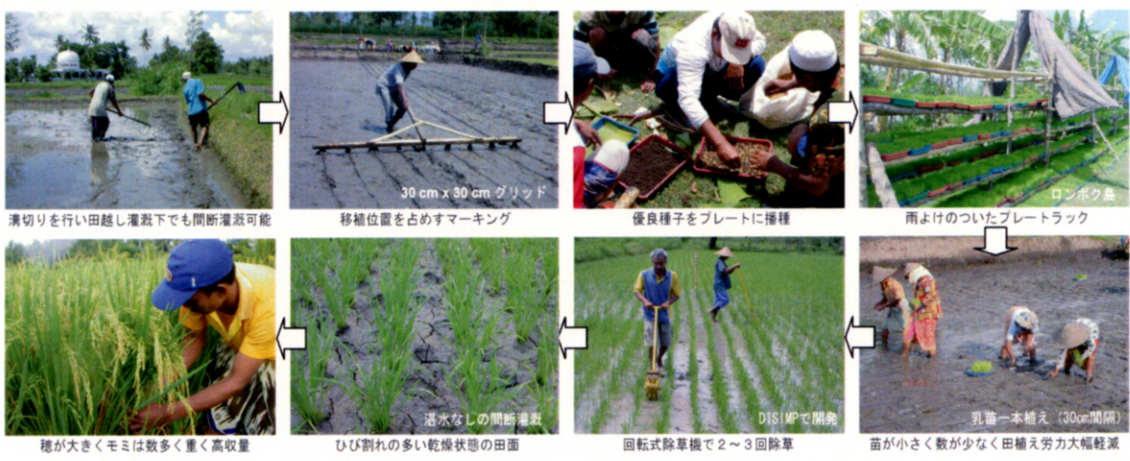 30 cm x 30 cm グリッド
ロンボク島
溝切りを行い田越し灌漑下でも間断灌漑可能
移植位置を占めすマーキング
優良種子をプレートに播種
雨よけのついたプレートラック
湛水なしの間断灌漑
DISIMPで開発
乳苗一本植え(30cm間隔)
穂が大きくモミは数多く重く高収量
ひび割れの多い乾燥状態の田面
回転式除草機で2~3回除草
苗が小さく数が少なく田植え労力大幅軽減